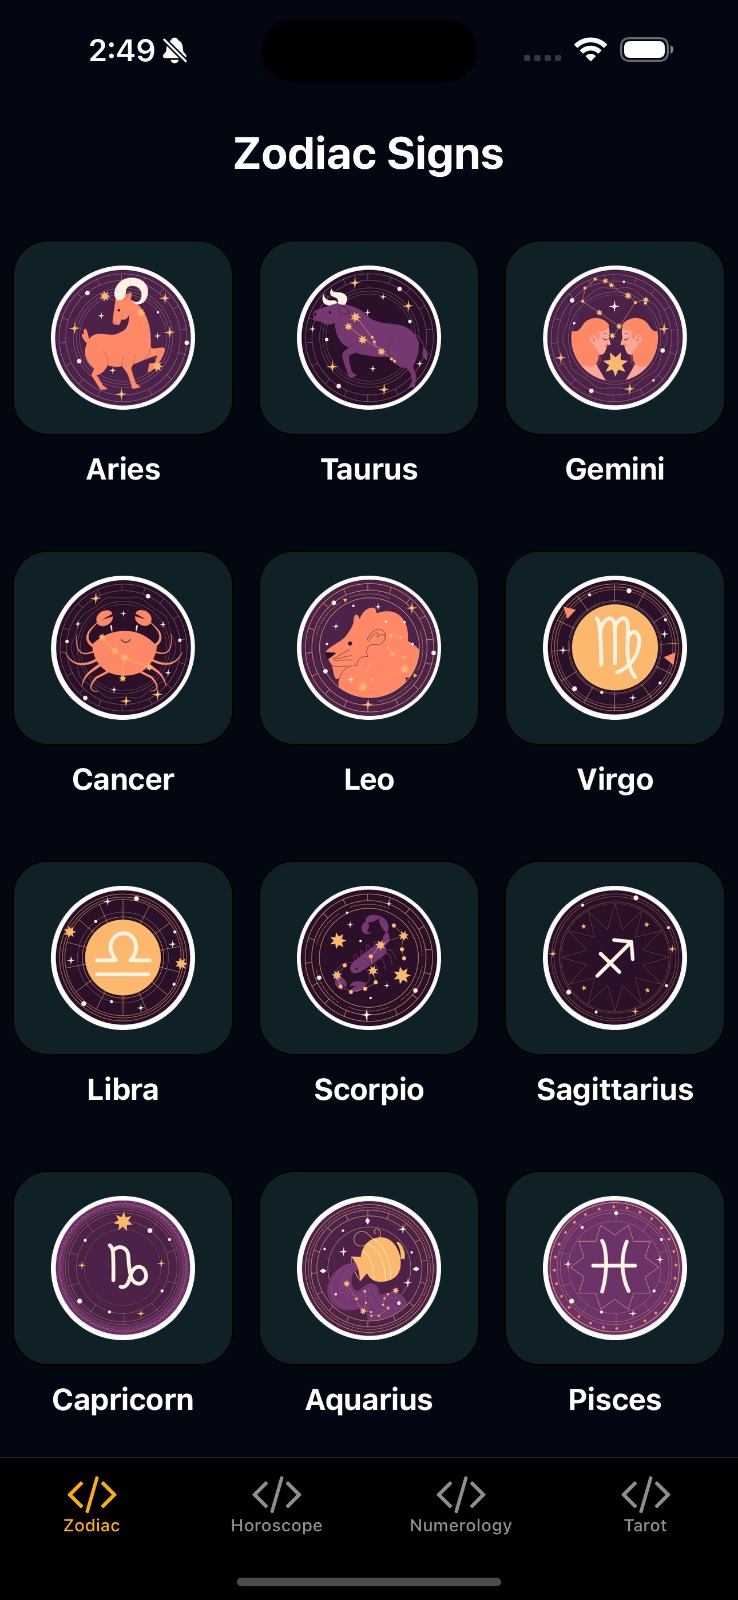 2:49
Zodiac Signs
Aries Taurus Gemini
Cancer Leo Virgo
Libra Scorpio Sagittarius
Capricorn Aquarius Pisces
Zodiac Horoscope Numerology Tarot